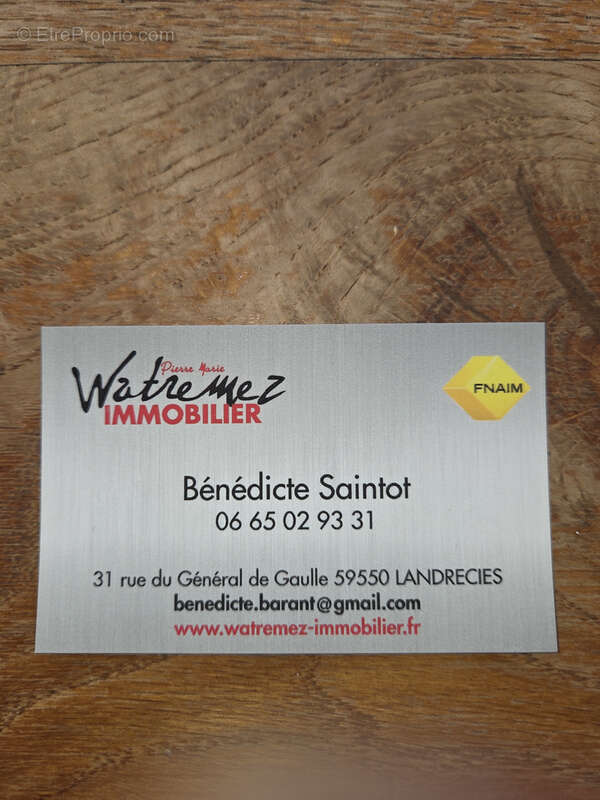 © EtreProprio.com
Pierre Marie
Watremez
IMMOBILIER
FNAIM
Bénédicte Saintot
06 65 02 93 31
31 rue du Général de Gaulle 59550 LANDRECIES
benedicte.barant@gmail.com
www.watremez-immobilier.fr